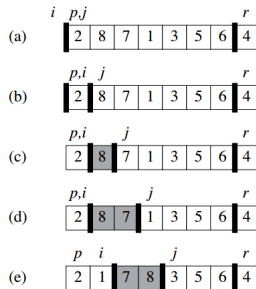 i p,j r
(a) 2 8 7 1 3 5 6 4
p,i j r
(b) 2 8 7 1 3 5 6 4
p,i j r
(c) 2 8 7 1 3 5 6 4
p,i j r
(d) 2 8 7 1 3 5 6 4
p i j r
(e) 2 1 7 8 3 5 6 4